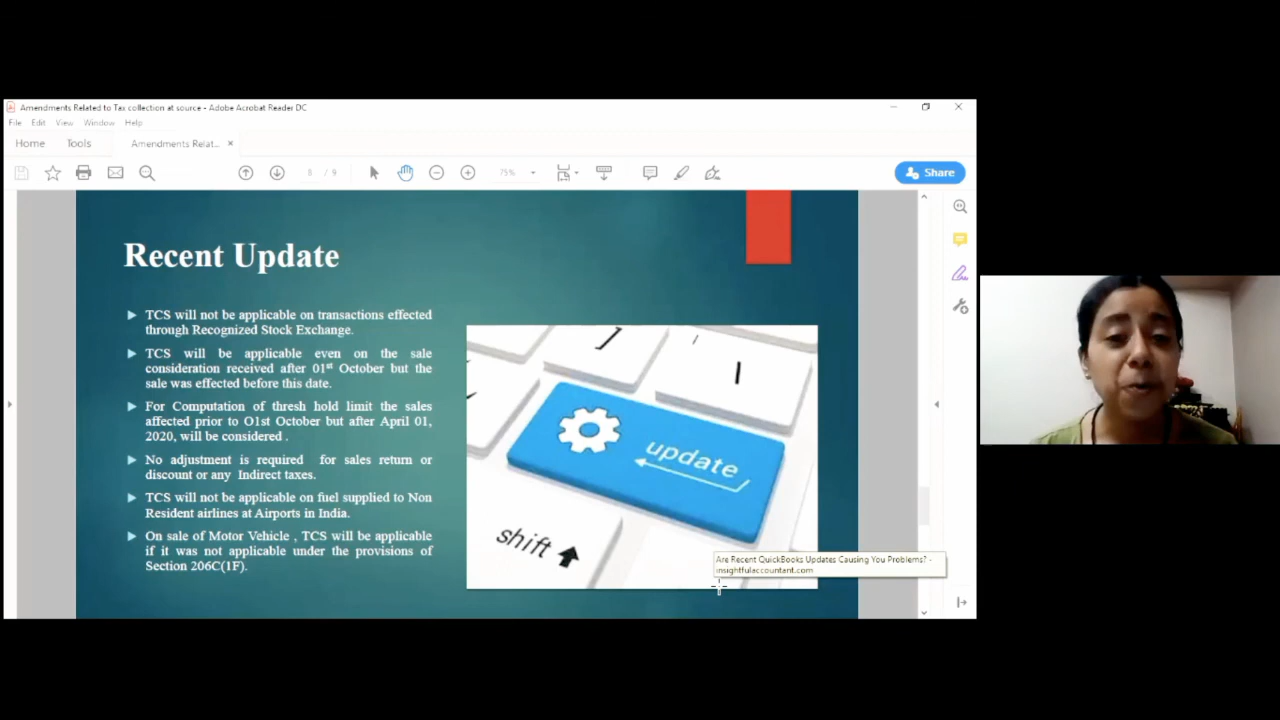 Amendments Related to Tax collection at source - Adobe Acrobat Reader DC
File Edit View Window Help
Home Tools Amendments Relat... ×
8 / 9 75% Share
Recent Update
TCS will not be applicable on transactions effected
through Recognized Stock Exchange.
TCS will be applicable even on the sale
consideration received after 01st October but the
sale was effected before this date.
For Computation of thresh hold limit the sales
affected prior to O1st October but after April 01,
2020, will be considered .
No adjustment is required for sales return or
discount or any Indirect taxes.
TCS will not be applicable on fuel supplied to Non
Resident airlines at Airports in India.
On sale of Motor Vehicle , TCS will be applicable
if it was not applicable under the provisions of
Section 206C(1F).
]
update
shift
Are Recent QuickBooks Updates Causing You Problems? -
insightfulaccountant.com